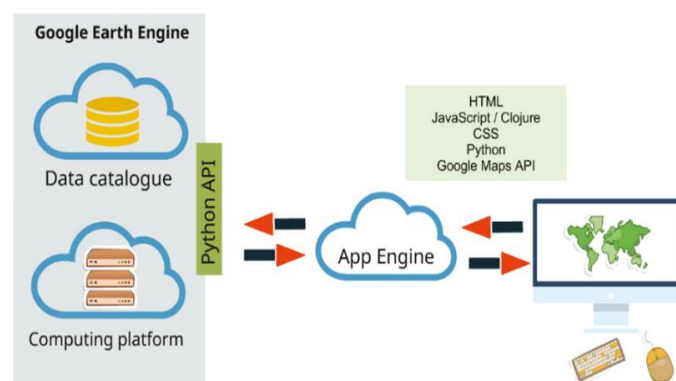 Google Earth Engine
Data catalogue
Computing platform
Python API
App Engine
HTML
JavaScript / Clojure
CSS
Python
Google Maps API